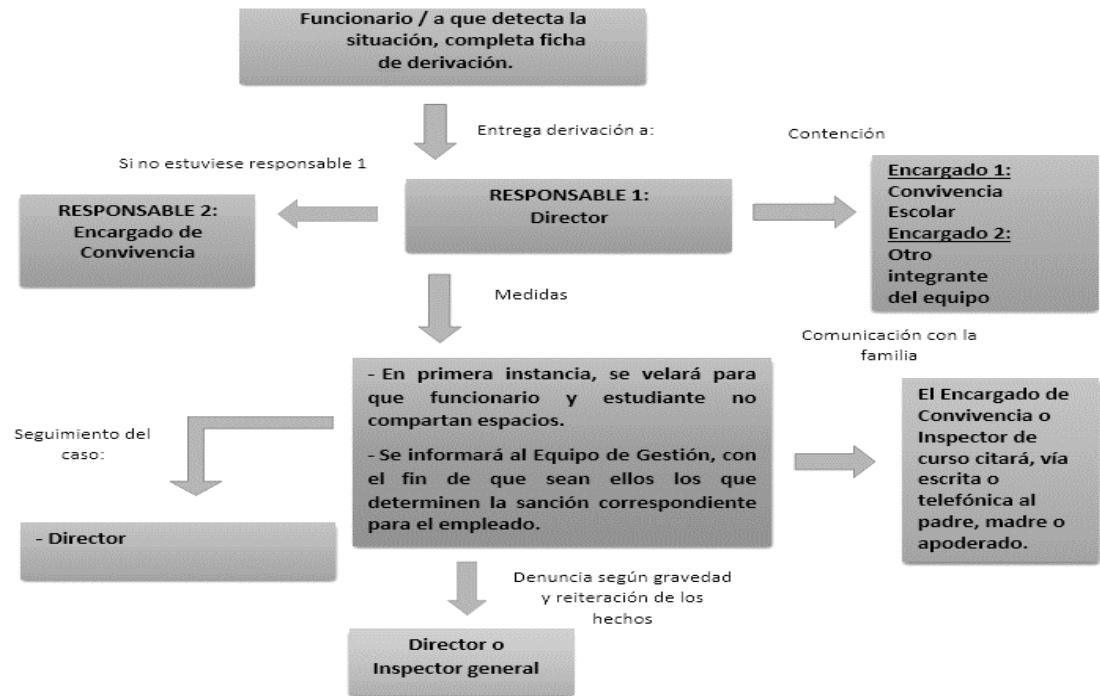 Funcionario / a que detecta la
situación, completa ficha
de derivación.
Entrega derivación a:
Contención
Si no estuviese responsable 1
RESPONSABLE 2:
Encargado de
Convivencia
RESPONSABLE 1:
Director
Encargado 1:
Convivencia
Escolar
Encargado 2:
Otro
integrante
del equipo
Medidas
Comunicación con la
familia
- En primera instancia, se velará para
que funcionario y estudiante no
compartan espacios.
- Se informará al Equipo de Gestión, con
el fin de que sean ellos los que
determinen la sanción correspondiente
para el empleado.
El Encargado de
Convivencia o
Inspector de
curso citará, vía
escrita o
telefónica al
padre, madre o
apoderado.
Seguimiento del
caso:
- Director
Denuncia según gravedad
y reiteración de los
hechos
Director o
Inspector general